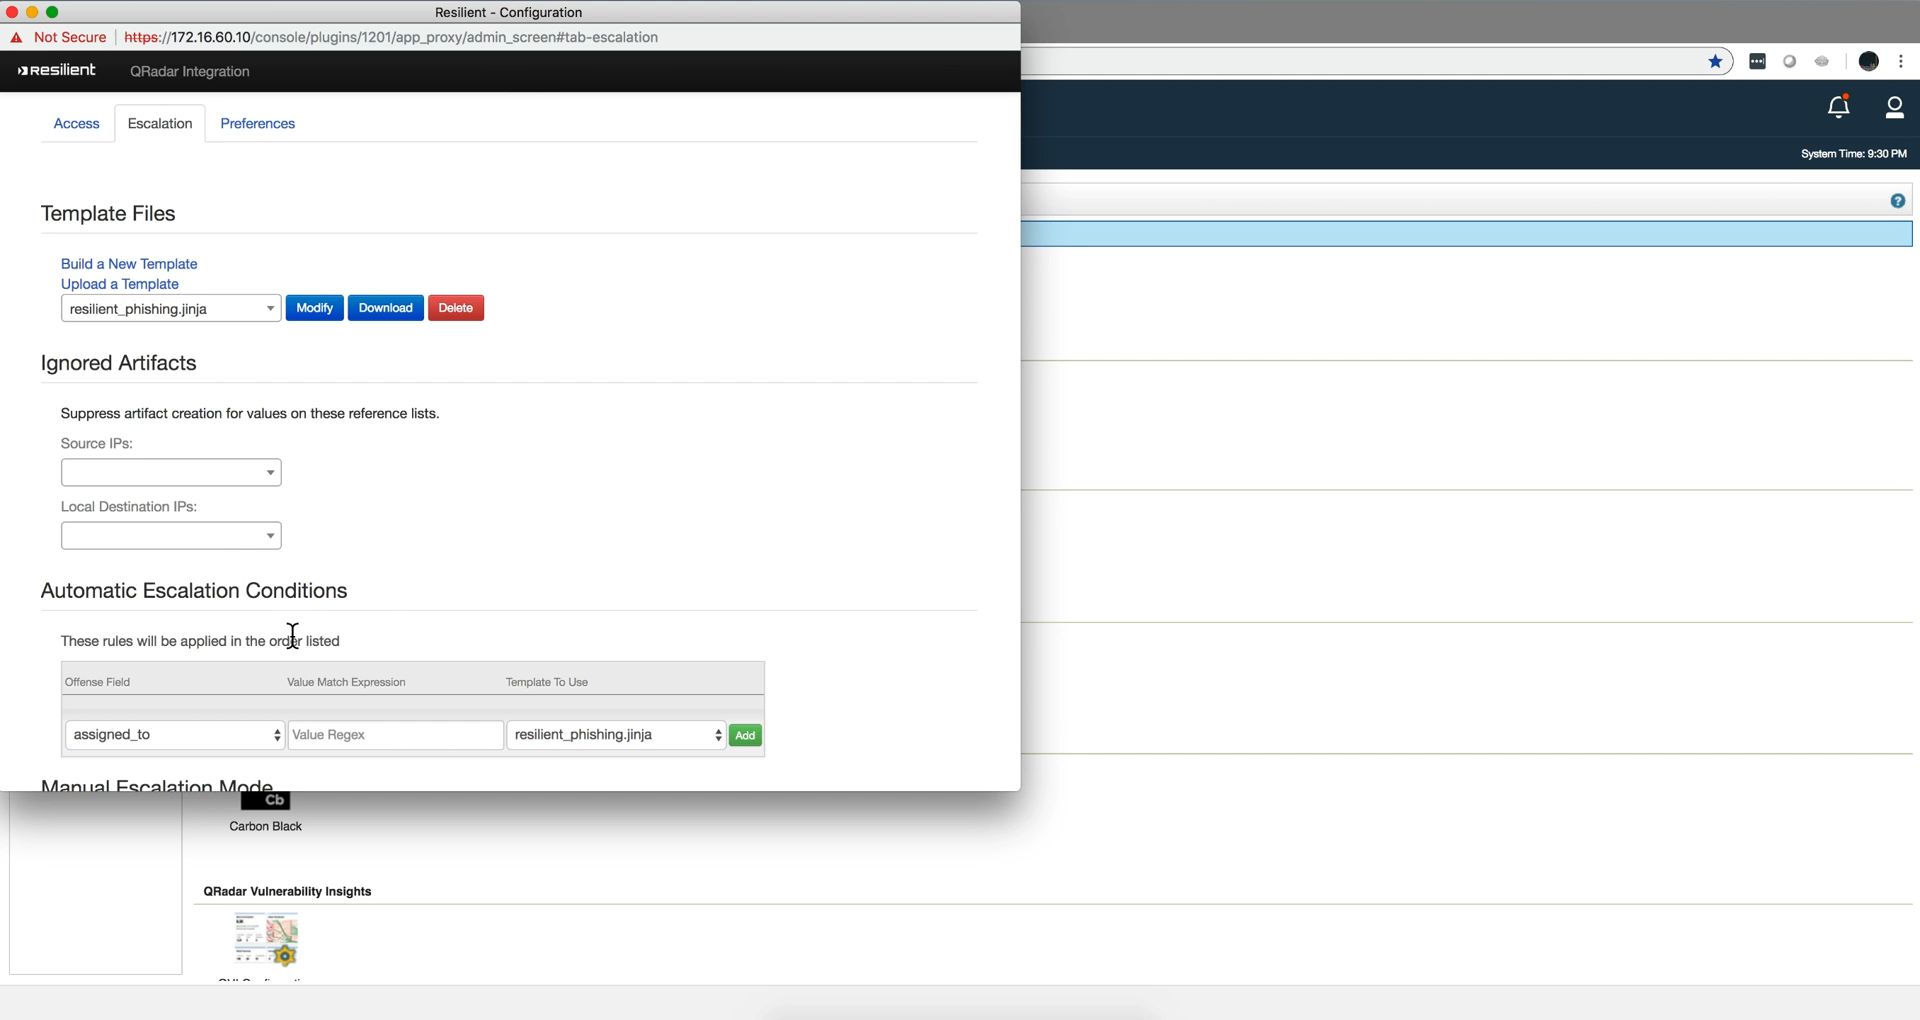 Resilient - Configuration
Not Secure https://172.16.60.10/console/plugins/1201/app_proxy/admin_screen#tab-escalation
resilient QRadar Integration
Access Escalation Preferences
System Time: 9:30 PM
Template Files
Build a New Template
Upload a Template
resilient_phishing.jinja Modify Download Delete
Ignored Artifacts
Suppress artifact creation for values on these reference lists.
Source IPs:
Local Destination IPs:
Automatic Escalation Conditions
These rules will be applied in the order listed
Offense Field Value Match Expression Template To Use
assigned_to Value Regex resilient_phishing.jinja Add
Manual Escalation Mode
Cb
Carbon Black
QRadar Vulnerability Insights